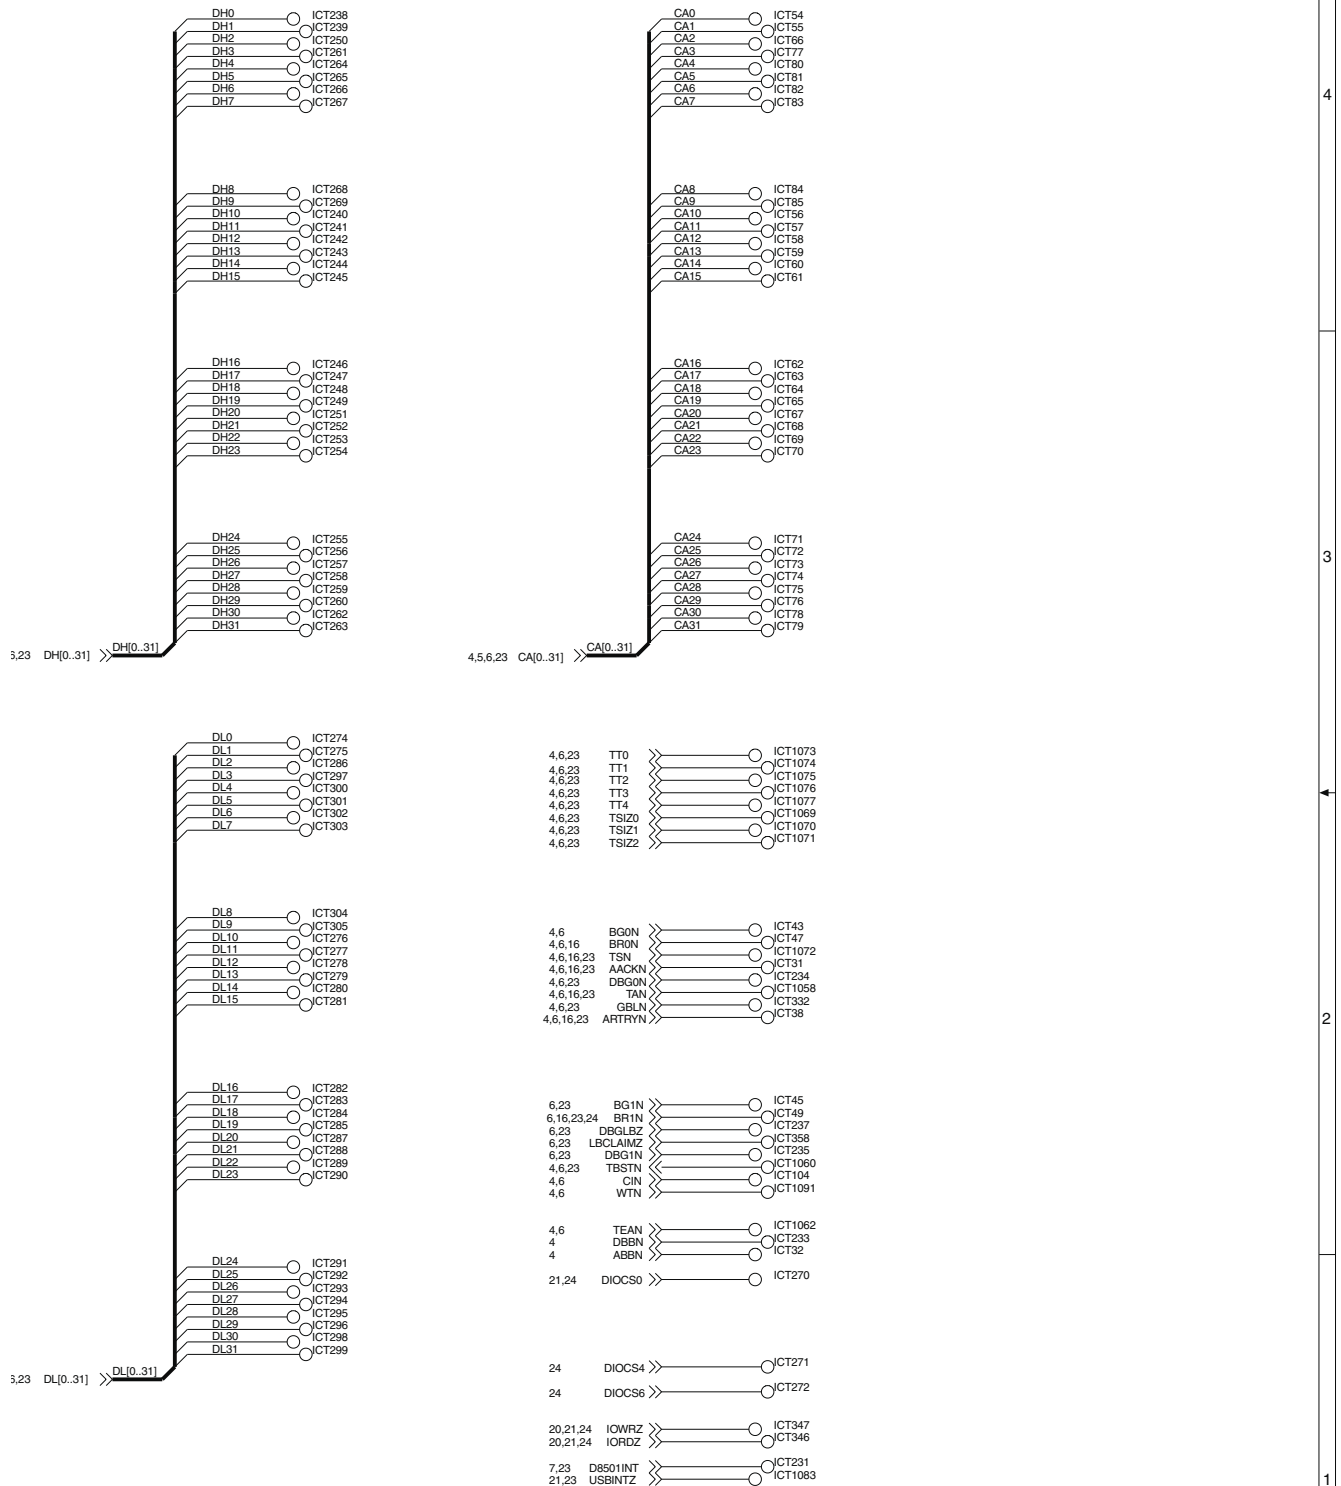 DH0 ICT238
DH1 ICT239
DH2 ICT250
DH3 ICT261
DH4 ICT264
DH5 ICT265
DH6 ICT266
DH7 ICT267
DH8 ICT268
DH9 ICT269
DH10 ICT240
DH11 ICT241
DH12 ICT242
DH13 ICT243
DH14 ICT244
DH15 ICT245
DH16 ICT246
DH17 ICT247
DH18 ICT248
DH19 ICT249
DH20 ICT251
DH21 ICT252
DH22 ICT253
DH23 ICT254
DH24 ICT255
DH25 ICT256
DH26 ICT257
DH27 ICT258
DH28 ICT259
DH29 ICT260
DH30 ICT262
DH31 ICT263
,23 DH[0..31] DH[0..31]
CA0 ICT54
CA1 ICT55
CA2 ICT66
CA3 ICT77
CA4 ICT80
CA5 ICT81
CA6 ICT82
CA7 ICT83
CA8 ICT84
CA9 ICT85
CA10 ICT56
CA11 ICT57
CA12 ICT58
CA13 ICT59
CA14 ICT60
CA15 ICT61
CA16 ICT62
CA17 ICT63
CA18 ICT64
CA19 ICT65
CA20 ICT67
CA21 ICT68
CA22 ICT69
CA23 ICT70
CA24 ICT71
CA25 ICT72
CA26 ICT73
CA27 ICT74
CA28 ICT75
CA29 ICT76
CA30 ICT78
CA31 ICT79
4,5,6,23 CA[0..31] CA[0..31]
DL0 ICT274
DL1 ICT275
DL2 ICT286
DL3 ICT297
DL4 ICT300
DL5 ICT301
DL6 ICT302
DL7 ICT303
DL8 ICT304
DL9 ICT305
DL10 ICT276
DL11 ICT277
DL12 ICT278
DL13 ICT279
DL14 ICT280
DL15 ICT281
DL16 ICT282
DL17 ICT283
DL18 ICT284
DL19 ICT285
DL20 ICT287
DL21 ICT288
DL22 ICT289
DL23 ICT290
DL24 ICT291
DL25 ICT292
DL26 ICT293
DL27 ICT294
DL28 ICT295
DL29 ICT296
DL30 ICT298
DL31 ICT299
,23 DL[0..31] DL[0..31]
4,6,23 TT0 ICT1073
4,6,23 TT1 ICT1074
4,6,23 TT2 ICT1075
4,6,23 TT3 ICT1076
4,6,23 TT4 ICT1077
4,6,23 TSIZ0 ICT1069
4,6,23 TSIZ1 ICT1070
4,6,23 TSIZ2 ICT1071
4,6 BG0N ICT43
4,6,16 BR0N ICT47
4,6,16,23 TSN ICT1072
4,6,16,23 AACKN ICT31
4,6,23 DBG0N ICT234
4,6,16,23 TAN ICT1058
4,6,23 GBLN ICT332
4,6,16,23 ARTRYN ICT38
6,23 BG1N ICT45
6,16,23,24 BR1N ICT49
6,23 DBGLBZ ICT237
6,23 LBCLAIMZ ICT358
6,23 DBG1N ICT235
4,6,23 TBSTN ICT1060
4,6 CIN ICT104
4,6 WTN ICT1091
4,6 TEAN ICT1062
4 DBBN ICT233
4 ABBN ICT32
21,24 DIOCS0 ICT270
24 DIOCS4 ICT271
24 DIOCS6 ICT272
20,21,24 IOWRZ ICT347
20,21,24 IORDZ ICT346
7,23 D8501INT ICT231
21,23 USBINTZ ICT1083
4
3
2
1